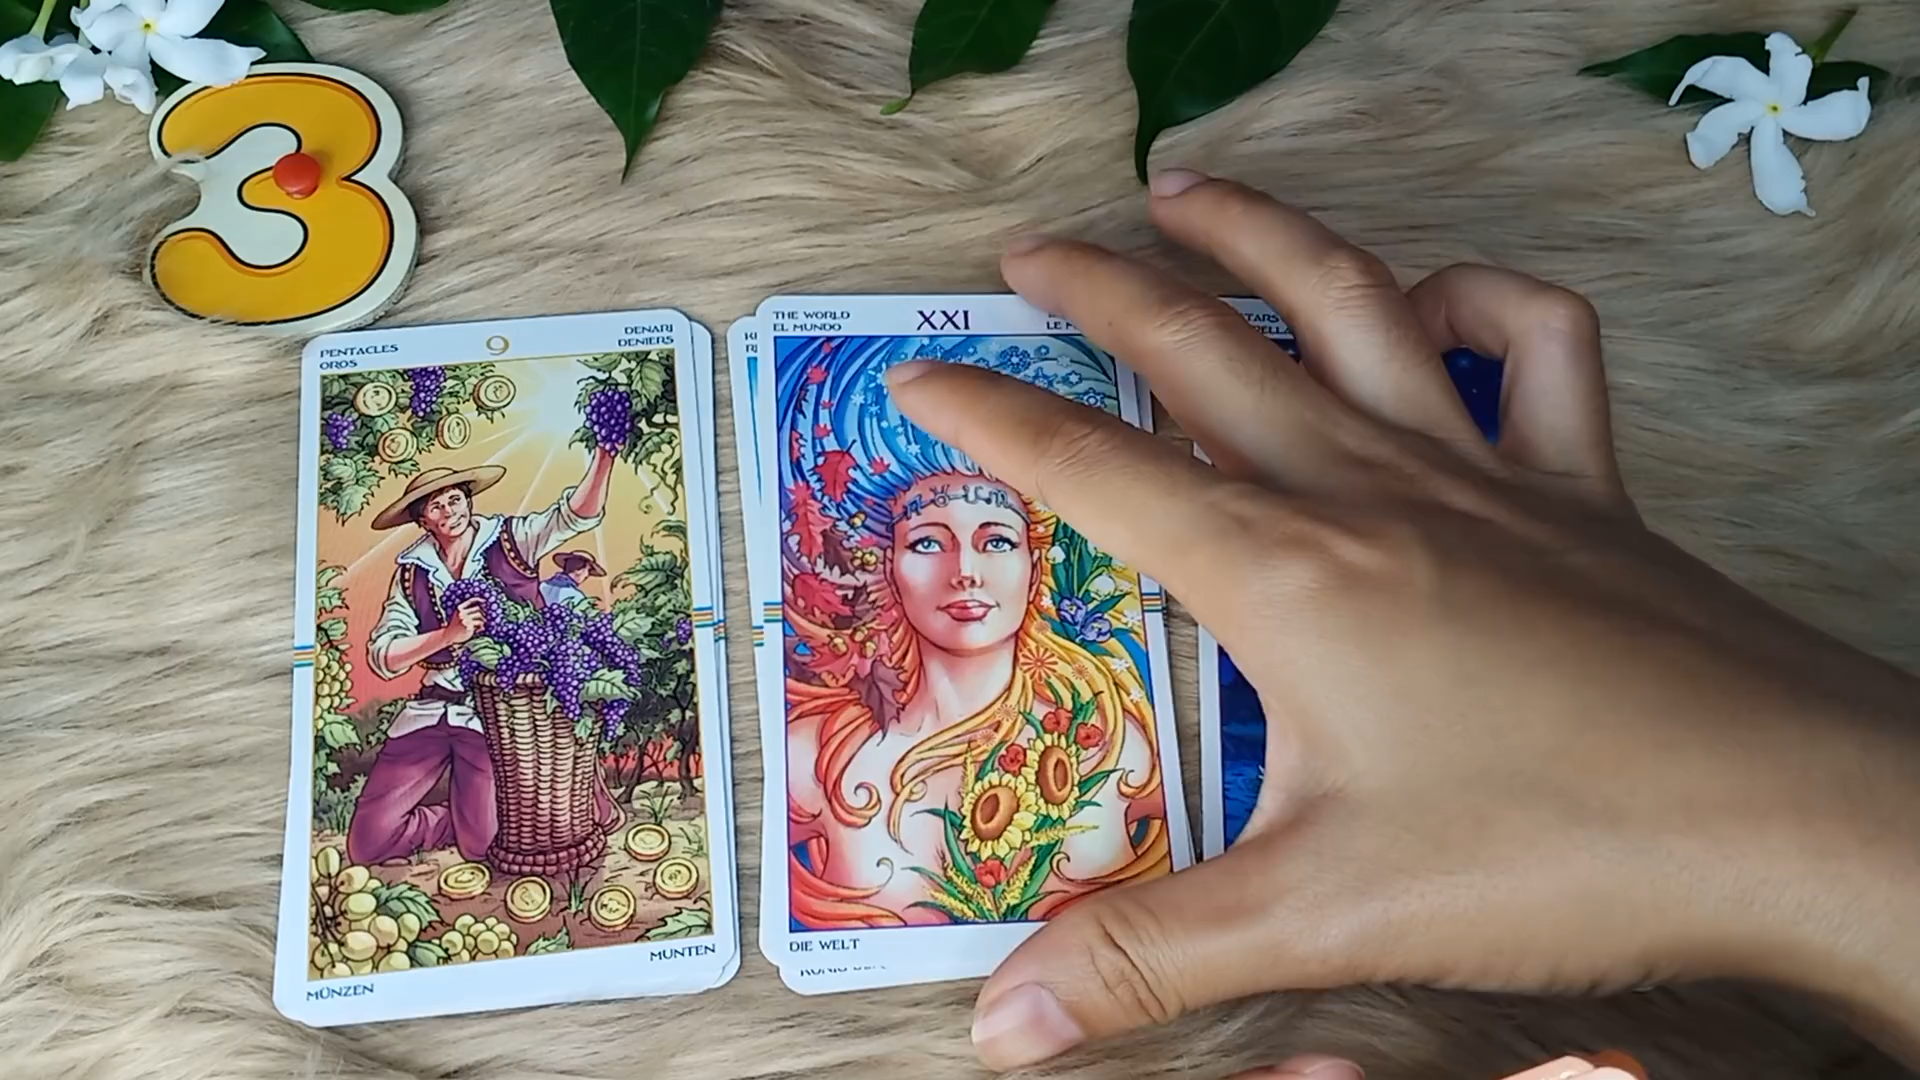 3
PENTACLES
OROS
9
DENARI
DENIERS
MÜNZEN
MUNTEN
THE WORLD
EL MUNDO
XXI
DIE WELT